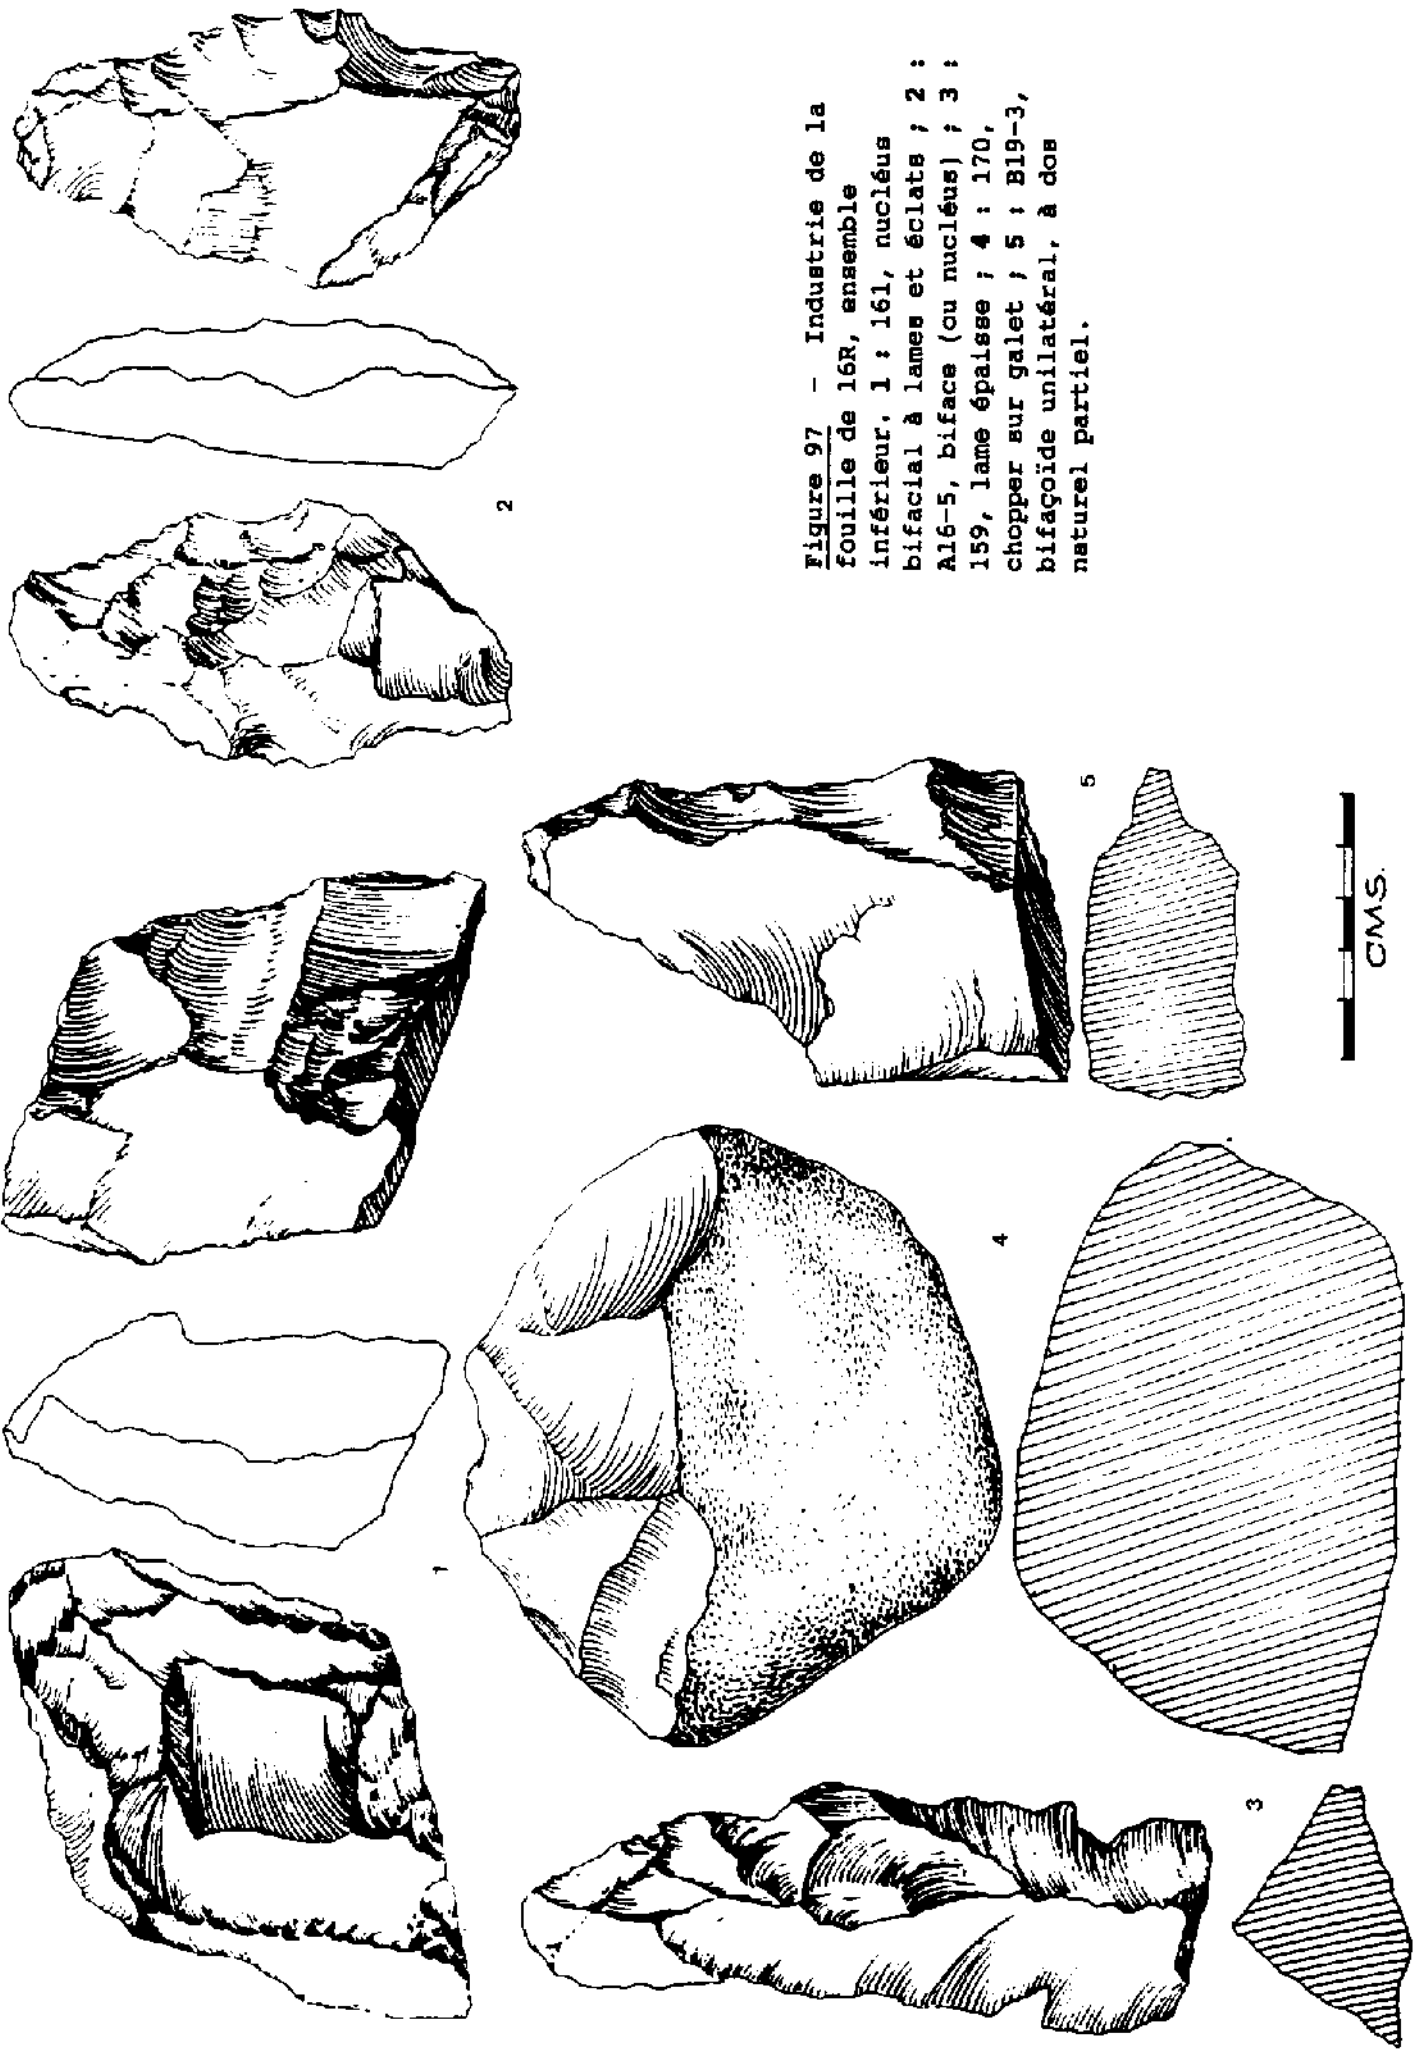 Figure 97 - Industrie de la
fouille de 16R, ensemble
inférieur. 1 : 161, nucléus
bifacial à lames et éclats ; 2 :
A16-5, biface (ou nucléus) ; 3 :
159, lame épaisse ; 4 : 170,
chopper sur galet ; 5 : B19-3,
bifaçoïde unilatéral, à dos
naturel partiel.
1
2
3
4
5
CMS.